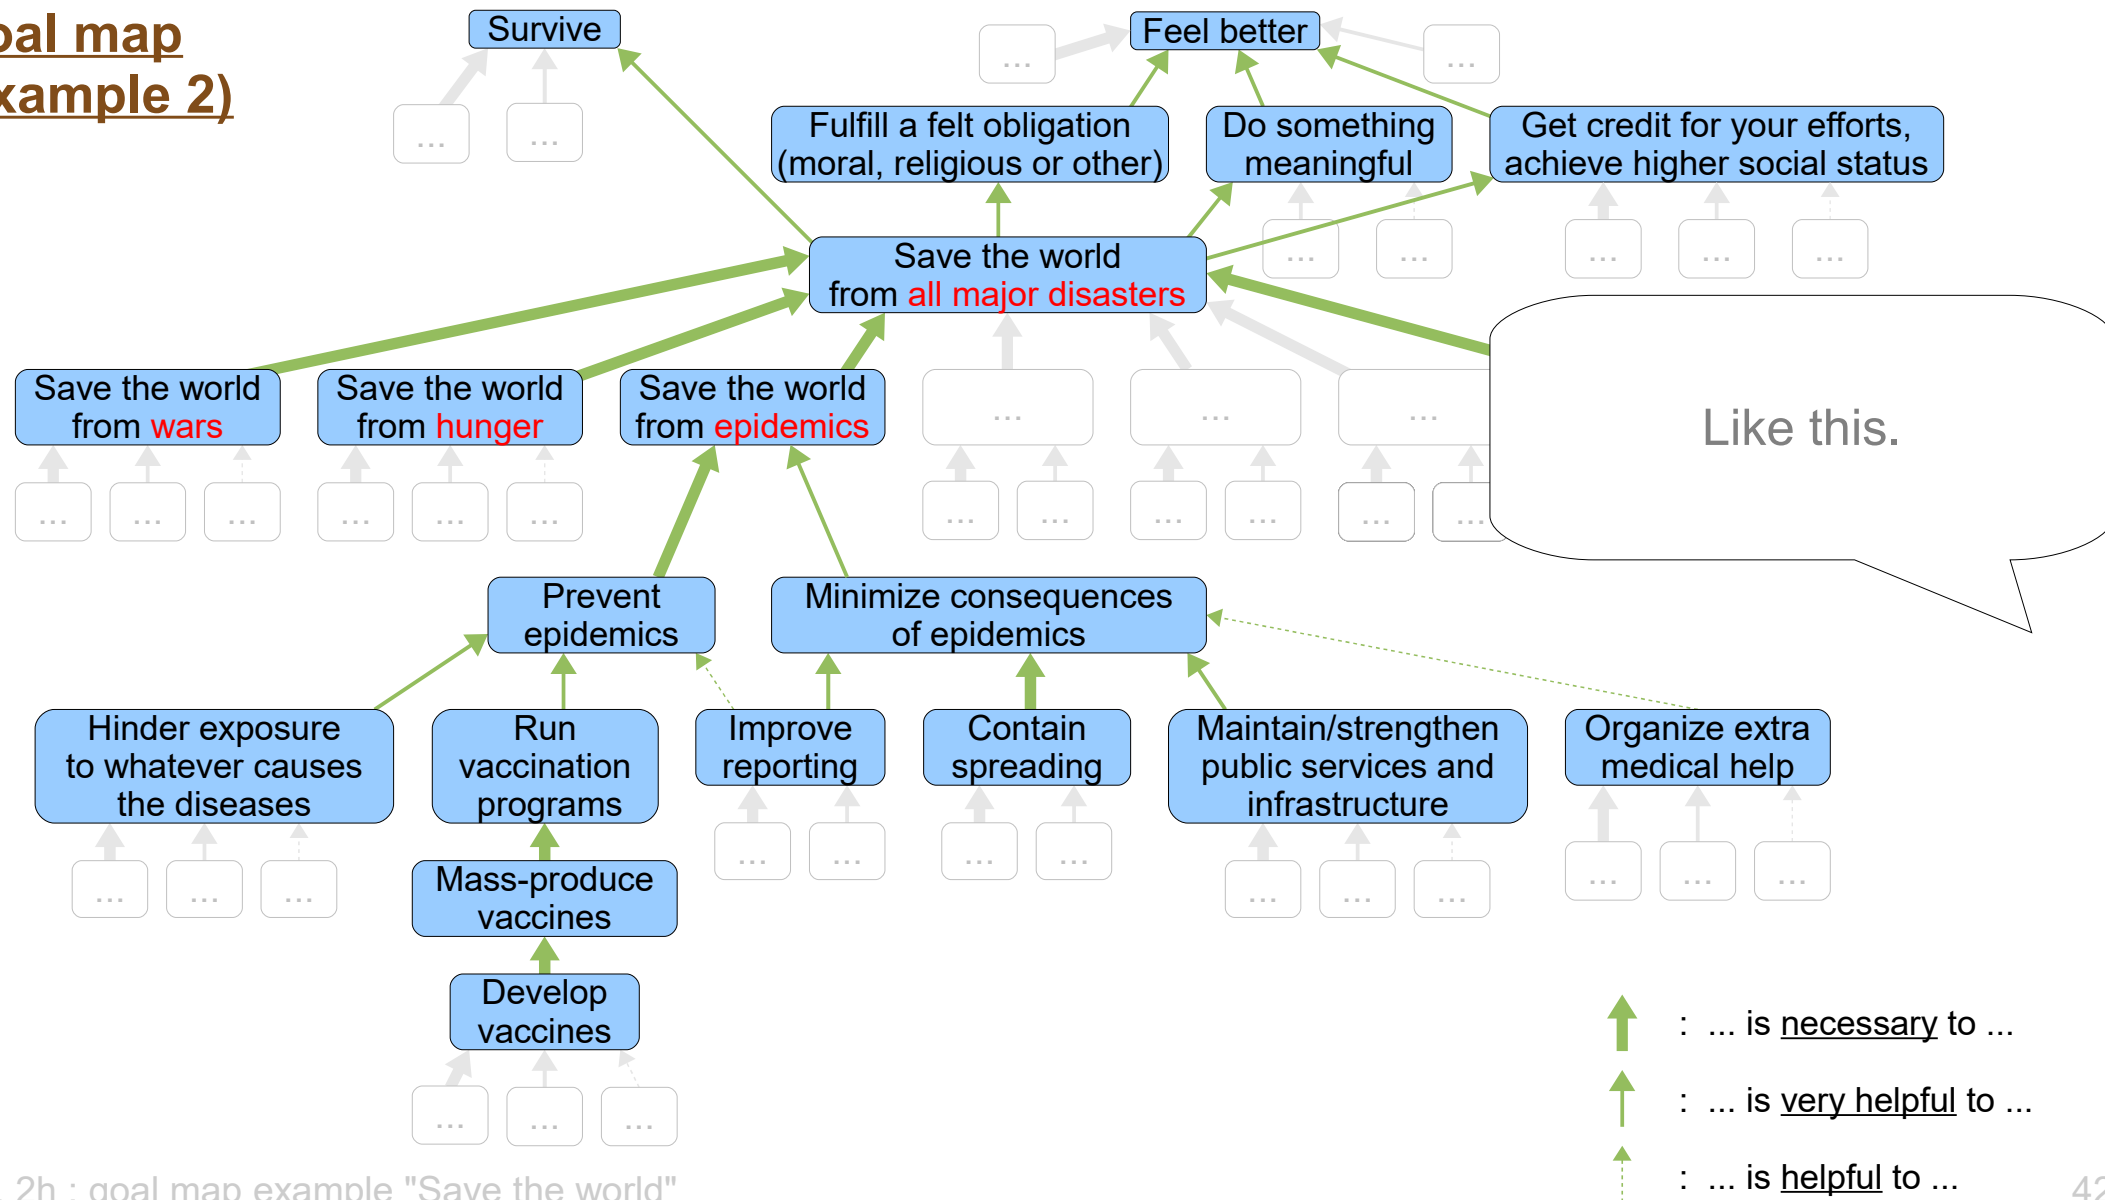 oal map
xample 2)
Survive
Feel better
...
...
...
...
Fulfill a felt obligation
(moral, religious or other)
Do something
meaningful
Get credit for your efforts,
achieve higher social status
...
...
...
...
...
Save the world
from all major disasters
Save the world
from wars
Save the world
from hunger
Save the world
from epidemics
...
...
...
Like this.
...
...
...
...
...
...
...
...
...
...
...
...
Prevent
epidemics
Minimize consequences
of epidemics
Hinder exposure
to whatever causes
the diseases
Run
vaccination
programs
Improve
reporting
Contain
spreading
Maintain/strengthen
public services and
infrastructure
Organize extra
medical help
...
...
...
...
...
...
...
...
...
...
...
...
...
Mass-produce
vaccines
Develop
vaccines
...
...
...
: ... is necessary to ...
: ... is very helpful to ...
: ... is helpful to ...
2h : goal map example "Save the world"
42